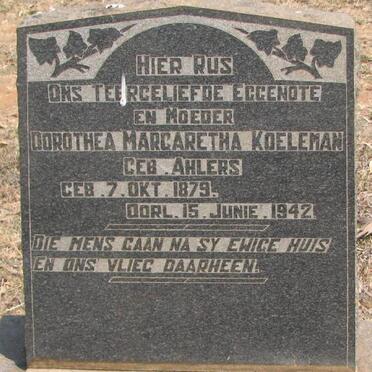 HIER RUS
ONS TEERGELIEFDE EGGENOTE
EN MOEDER
DOROTHEA MARGARETHA KOELEMAN
GEB. AHLERS
GEB. 7. OKT. 1879.
OORL. 15. JUNIE. 1942.
DIE MENS GAAN NA SY EWIGE HUIS
EN ONS VLIEG DAARHEEN.